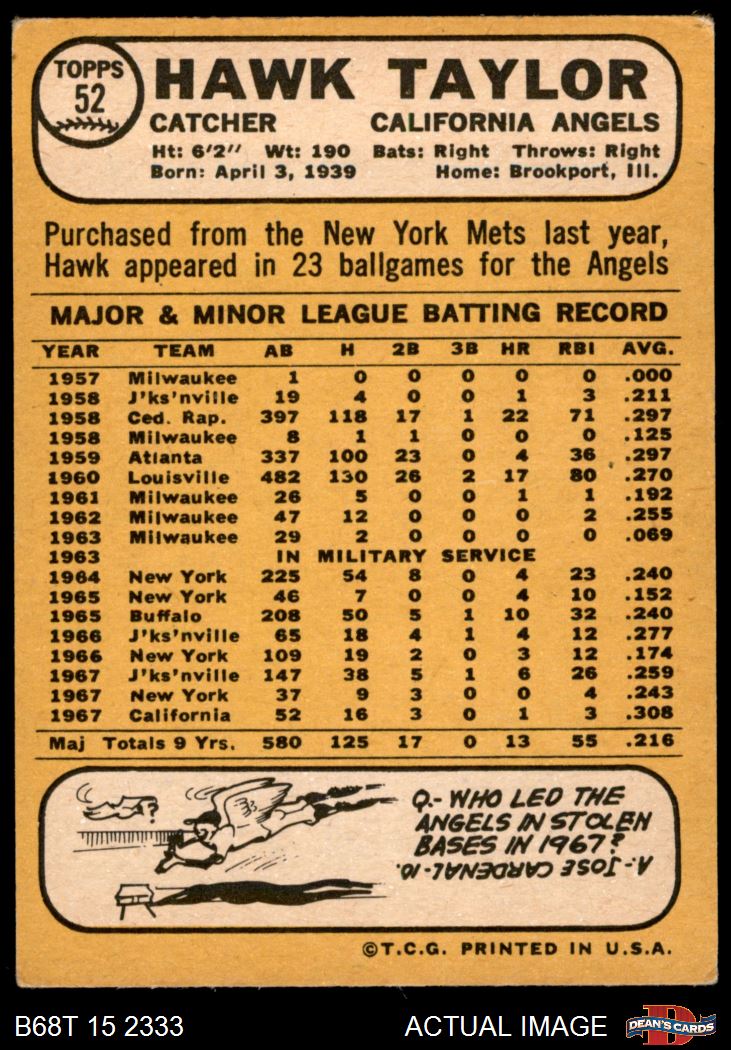 TOPPS
52
HAWK TAYLOR
CATCHER CALIFORNIA ANGELS
Ht: 6'2" Wt: 190 Bats: Right Throws: Right
Born: April 3, 1939 Home: Brookport, Ill.
Purchased from the New York Mets last year,
Hawk appeared in 23 ballgames for the Angels
MAJOR & MINOR LEAGUE BATTING RECORD
YEAR TEAM AB H 2B 3B HR RBI AVG.
1957 Milwaukee 1 0 0 0 0 0 .000
1958 J'ks'nville 19 4 0 0 1 3 .211
1958 Ced. Rap. 397 118 17 1 22 71 .297
1958 Milwaukee 8 1 1 0 0 0 .125
1959 Atlanta 337 100 23 0 4 36 .297
1960 Louisville 482 130 26 2 17 80 .270
1961 Milwaukee 26 5 0 0 1 1 .192
1962 Milwaukee 47 12 0 0 0 2 .255
1963 Milwaukee 29 2 0 0 0 0 .069
1963 IN MILITARY SERVICE
1964 New York 225 54 8 0 4 23 .240
1965 New York 46 7 0 0 4 10 .152
1965 Buffalo 208 50 5 1 10 32 .240
1966 J'ks'nville 65 18 4 1 4 12 .277
1966 New York 109 19 2 0 3 12 .174
1967 J'ks'nville 147 38 5 1 6 26 .259
1967 New York 37 9 3 0 0 4 .243
1967 California 52 16 3 0 1 3 .308
Maj Totals 9 Yrs. 580 125 17 0 13 55 .216
?
Q.- WHO LED THE
ANGELS IN STOLEN
BASES IN 1967?
A.- JOSE CARDENAL-10.
©T.C.G. PRINTED IN U.S.A.
B68T 15 2333 ACTUAL IMAGE
D
DEAN'S CARDS